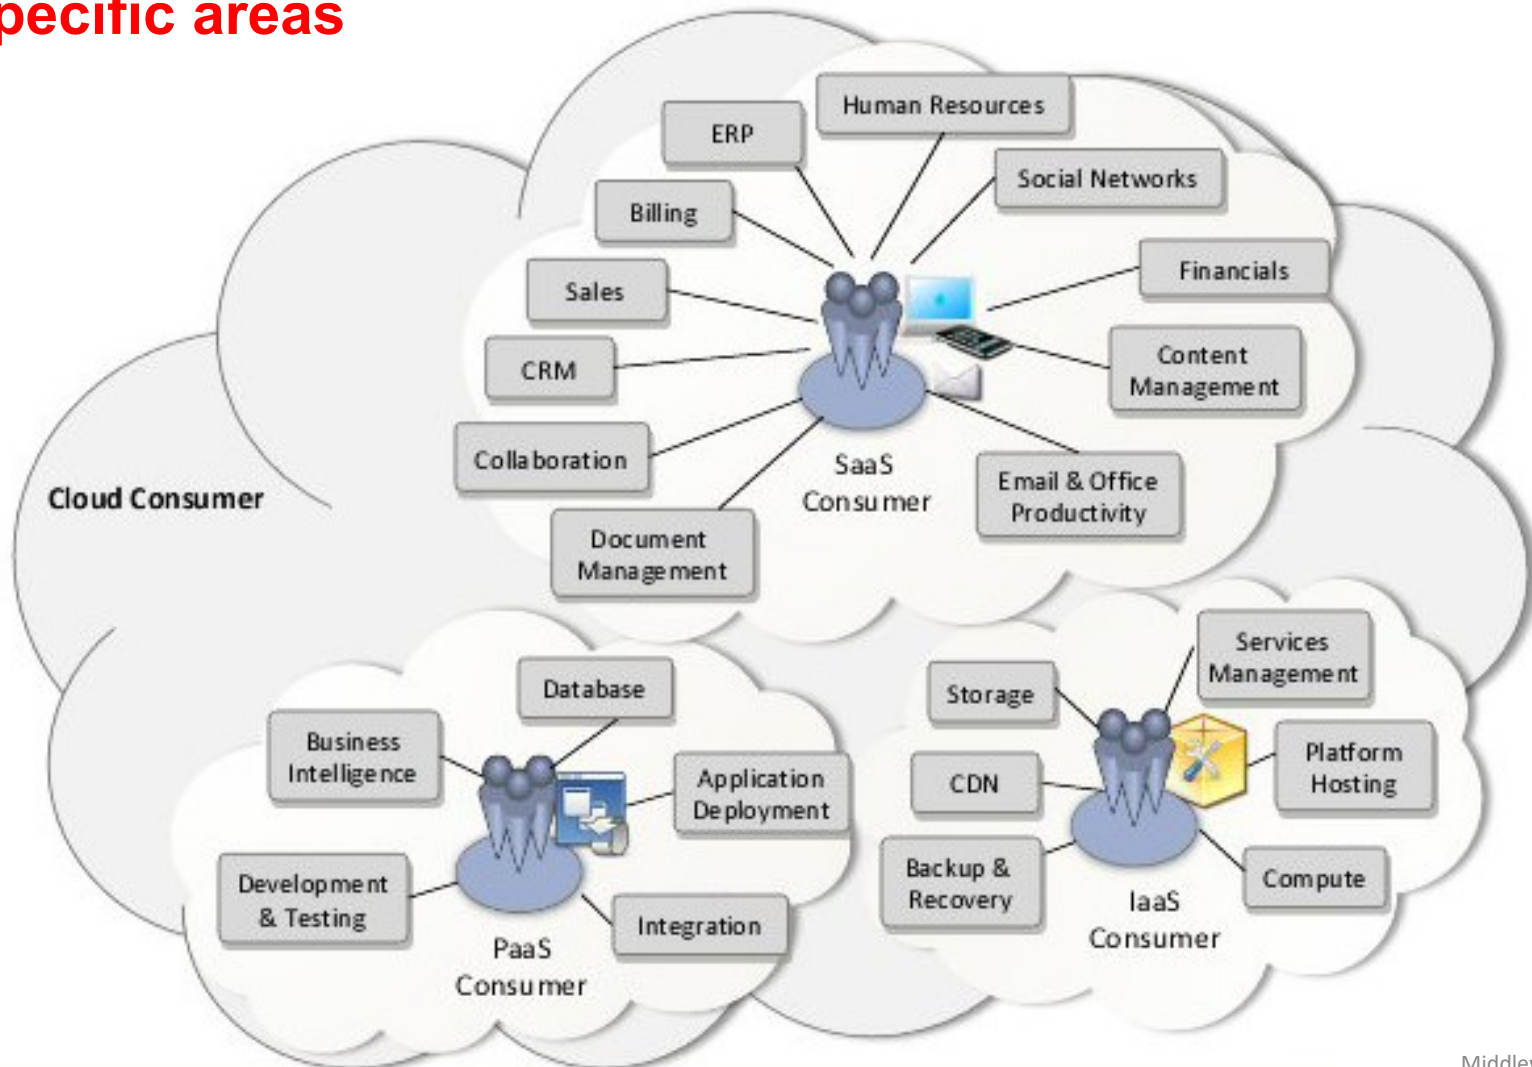 pecific areas
Human Resources
ERP
Social Networks
Billing
Financials
Sales
Content
Management
CRM
Collaboration
SaaS
Consumer
Email & Office
Productivity
Cloud Consumer
Document
Management
Services
Management
Database
Storage
Business
Intelligence
Platform
Hosting
Application
Deployment
CDN
Development
& Testing
Backup &
Recovery
Compute
Integration
IaaS
Consumer
PaaS
Consumer
Middlew